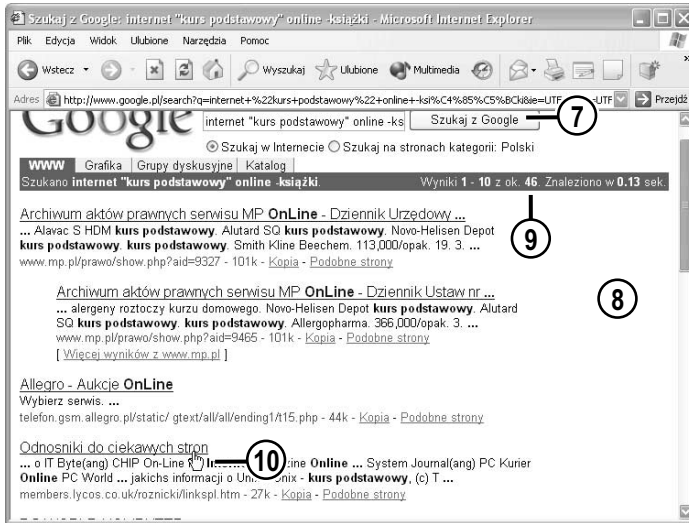 Szukaj z Google: internet "kurs podstawowy" online -książki - Microsoft Internet Explorer
Plik Edycja Widok Ulubione Narzędzia Pomoc
Wstecz Wyszukaj Ulubione Multimedia
Adres http://www.google.pl/search?q=internet+%22kurs+podstawowy%22+online+-ksi%C4%85%C5%BCki&ie=UTF -UTF Przejdź
Google internet "kurs podstawowy" online -ks Szukaj z Google 7
Szukaj w Internecie Szukaj na stronach kategorii: Polski
WWW Grafika Grupy dyskusyjne Katalog
Szukano internet "kurs podstawowy" online -książki. Wyniki 1 - 10 z ok. 46. Znaleziono w 0.13 sek.
Archiwum aktów prawnych serwisu MP OnLine - Dziennik Urzędowy ...
... Alavac S HDM kurs podstawowy. Alutard SQ kurs podstawowy. Novo-Helisen Depot
kurs podstawowy. kurs podstawowy. Smith Kline Beechem. 113,000/opak. 19. 3. ...
www.mp.pl/prawo/show.php?aid=9327 - 101k - Kopia - Podobne strony
9
Archiwum aktów prawnych serwisu MP OnLine - Dziennik Ustaw nr ...
8
... alergeny roztoczy kurzu domowego. Novo-Helisen Depot kurs podstawowy. Alutard
SQ kurs podstawowy. kurs podstawowy. Allergopharma. 366,000/opak. 3. ...
www.mp.pl/prawo/show.php?aid=9465 - 101k - Kopia - Podobne strony
[ Więcej wyników z www.mp.pl ]
Allegro - Aukcje OnLine
Wybierz serwis. ...
telefon.gsm.allegro.pl/static/ gtext/all/all/ending1/t15.php - 44k - Kopia - Podobne strony
Odnosniki do ciekawych stron 10
... o IT Byte(ang) CHIP On-Line Online ... System Journal(ang) PC Kurier
Online PC World ... jakichs informacji o - kurs podstawowy, (c) T ...
members.lycos.co.uk/roznicki/linkspl.htm - 27k - Kopia - Podobne strony